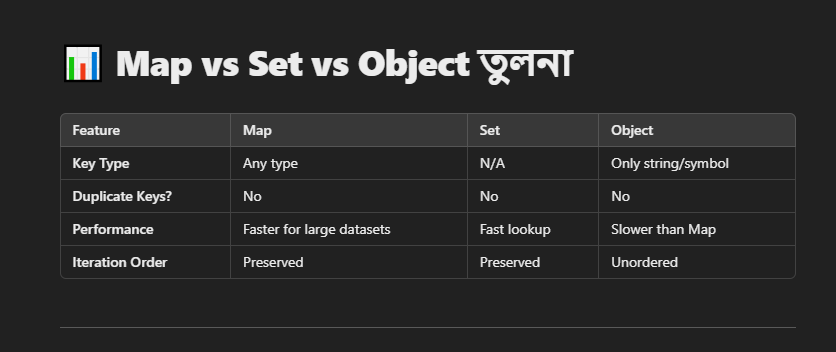 📊 Map vs Set vs Object তুলনা
Feature Map Set Object
Key Type Any type N/A Only string/symbol
Duplicate Keys? No No No
Performance Faster for large datasets Fast lookup Slower than Map
Iteration Order Preserved Preserved Unordered